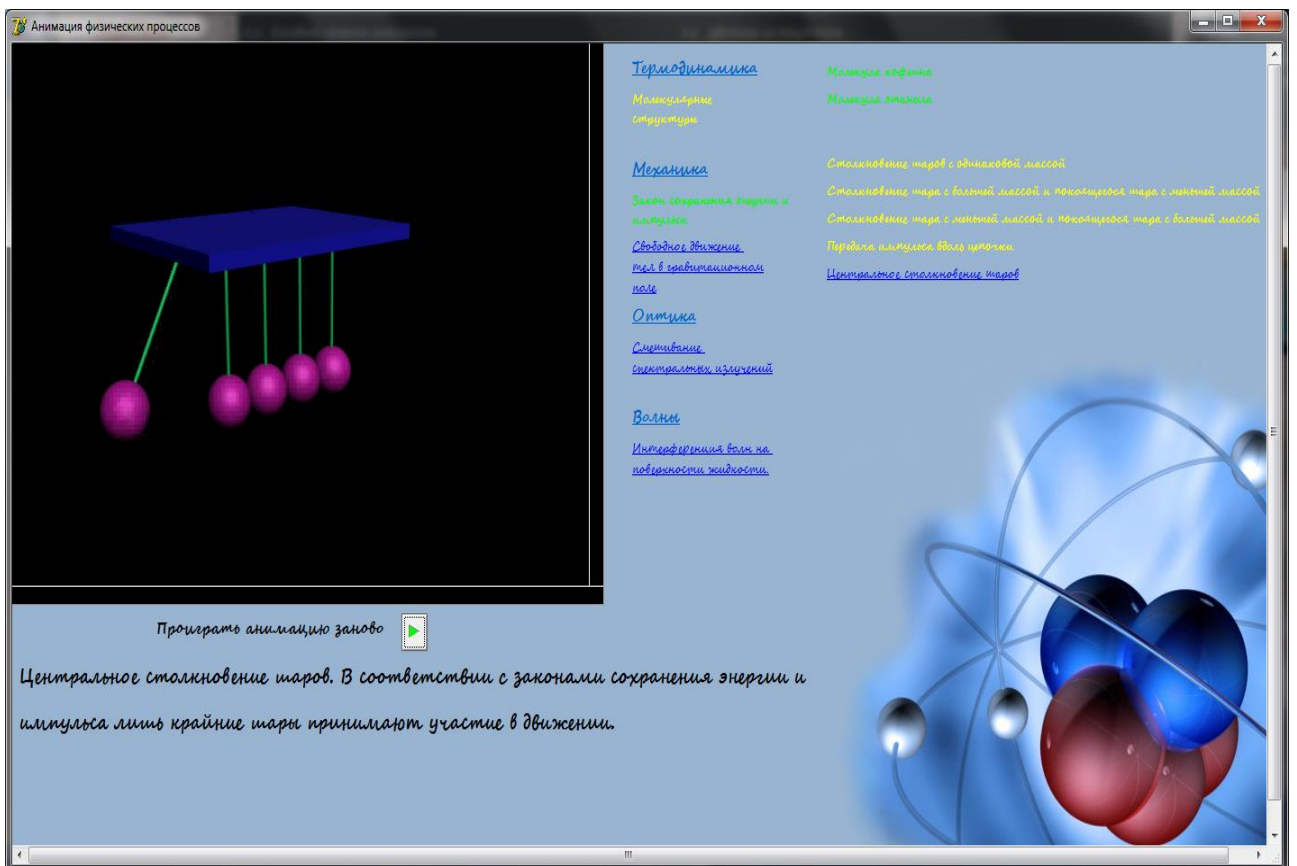 Анимация физических процессов
Термодинамика
Молекулярные
структуры
Молекула кофеина
Молекула этанола
Механика
Закон сохранения энергии и
импульса
Свободное движение
тел в гравитационном
поле
Столкновение шаров с одинаковой массой
Столкновение шара с большей массой и покоящегося шара с меньшей массой
Столкновение шара с меньшей массой и покоящегося шара с большей массой
Передача импульса вдоль цепочки
Центральное столкновение шаров
Оптика
Смешивание
спектральных излучений
Волны
Интерференция волн на
поверхности жидкости.
Проиграть анимацию заново
Центральное столкновение шаров. В соответствии с законами сохранения энергии и
импульса лишь крайние шары принимают участие в движении.